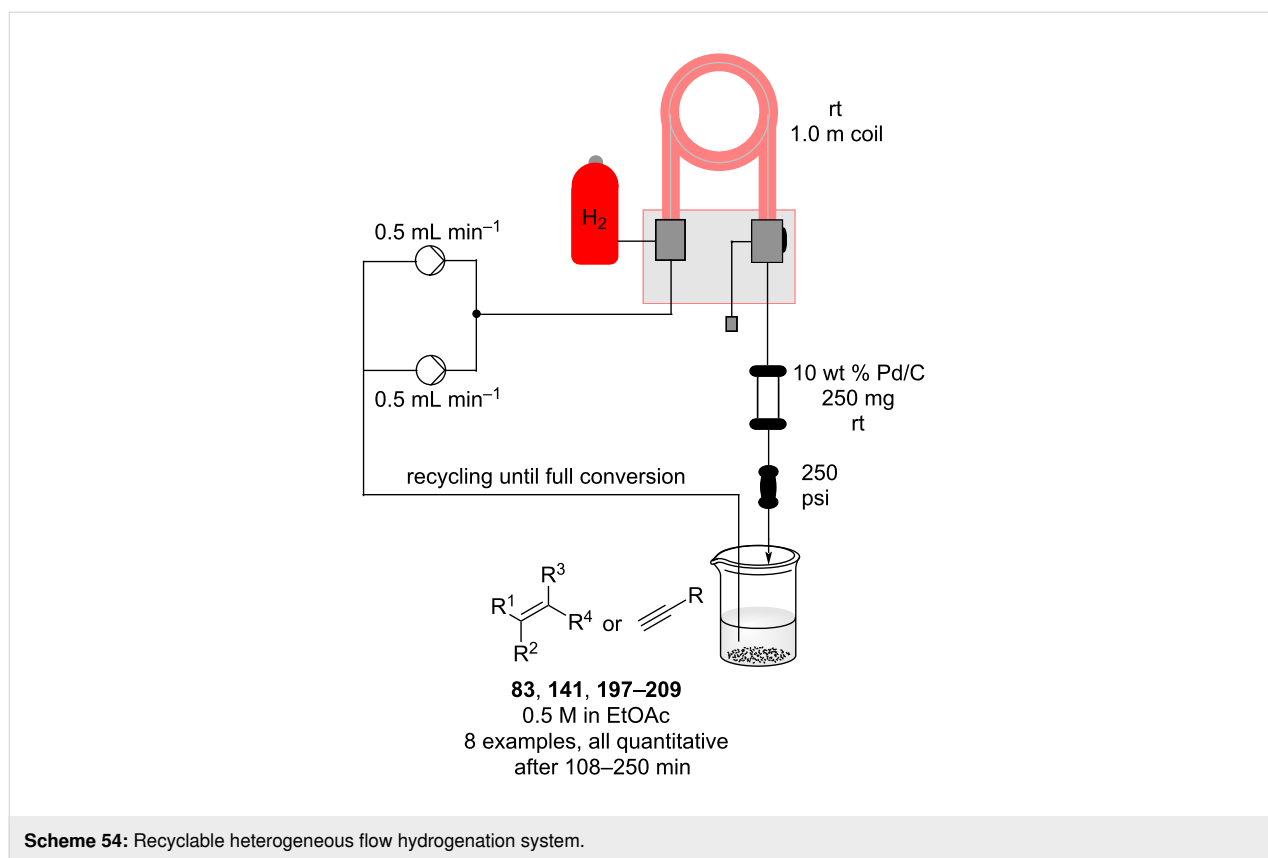 rt
1.0 m coil
H₂
0.5 mL min⁻¹
0.5 mL min⁻¹
10 wt % Pd/C
250 mg
rt
recycling until full conversion
250
psi
R³
R¹
R⁴ or
R
R²
83, 141, 197–209
0.5 M in EtOAc
8 examples, all quantitative
after 108–250 min
Scheme 54: Recyclable heterogeneous flow hydrogenation system.